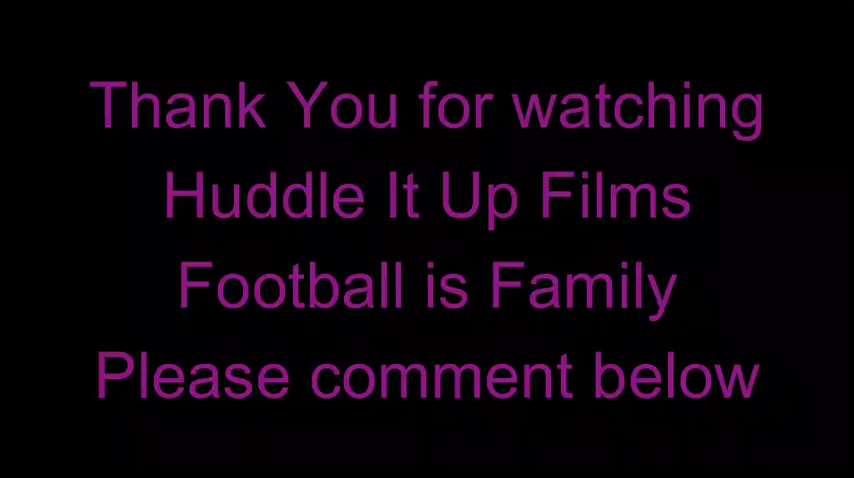 Thank You for watching
Huddle It Up Films
Football is Family
Please comment below